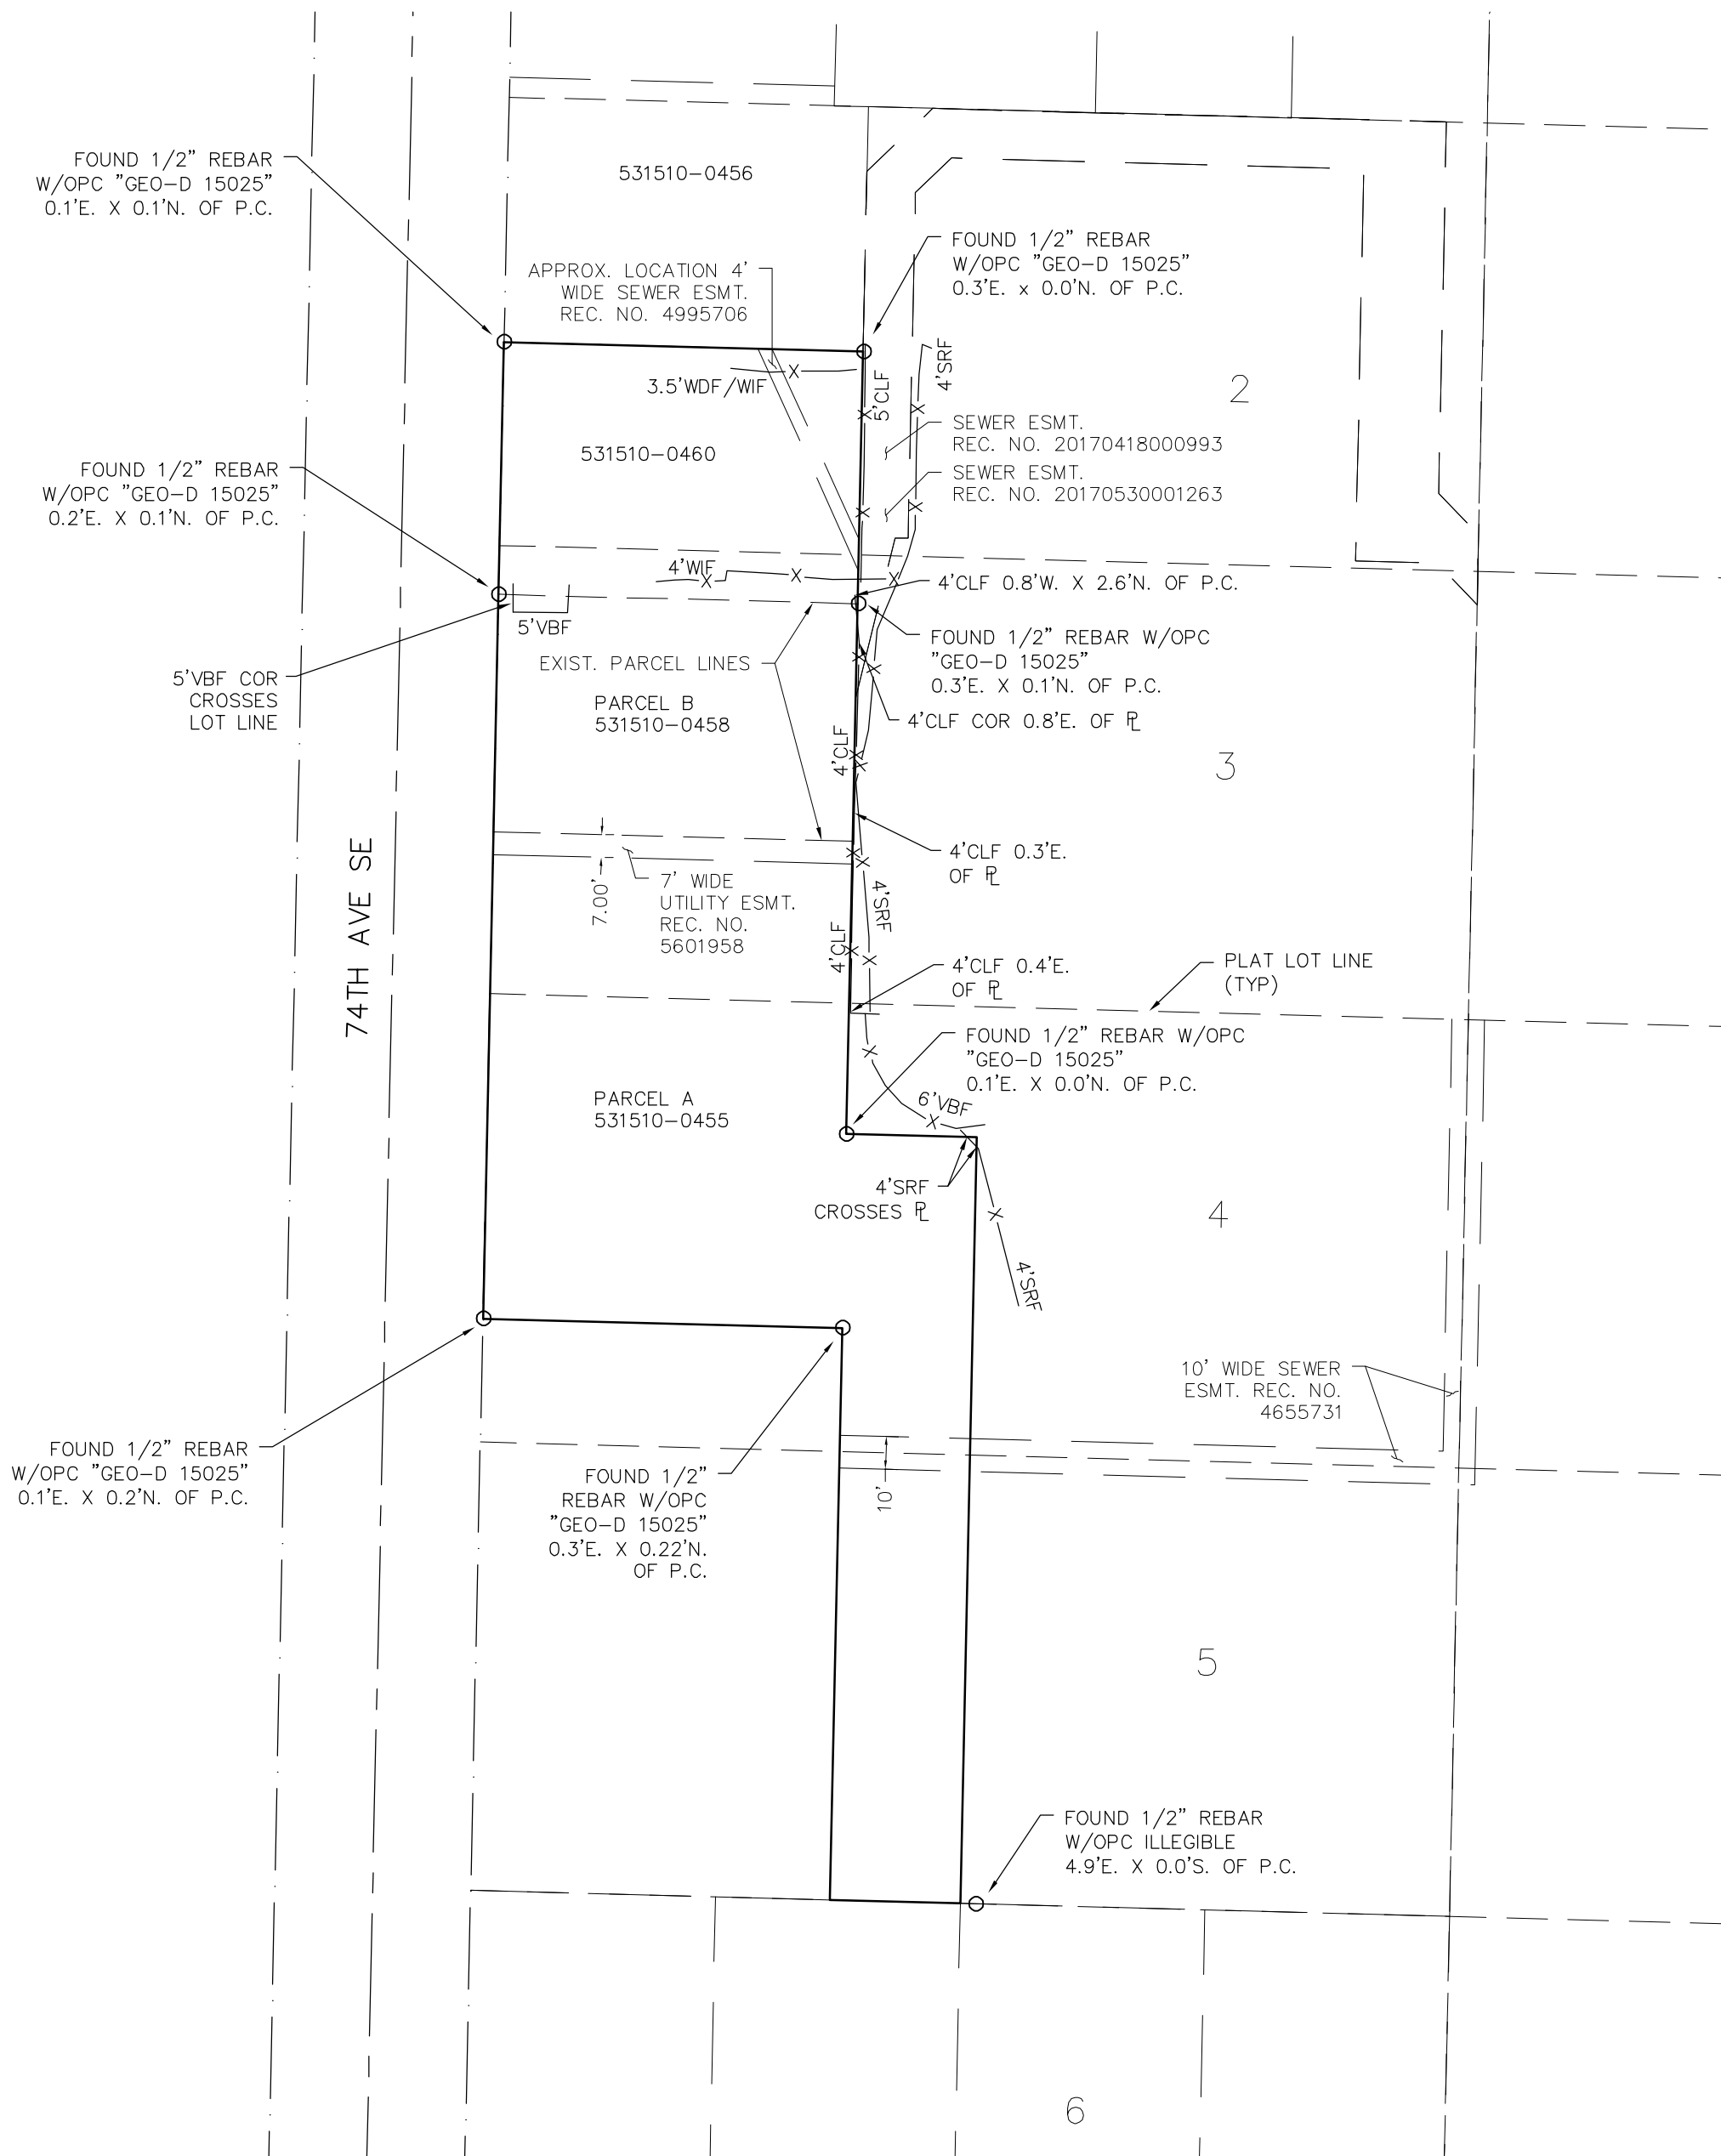 FOUND 1/2" REBAR
W/OPC "GEO-D 15025"
0.1'E. X 0.1'N. OF P.C.
531510-0456
FOUND 1/2" REBAR
W/OPC "GEO-D 15025"
0.3'E. x 0.0'N. OF P.C.
APPROX. LOCATION 4'
WIDE SEWER ESMT.
REC. NO. 4995706
3.5'WDF/WIF
5'CLF
4'SRF
2
SEWER ESMT.
REC. NO. 20170418000993
SEWER ESMT.
REC. NO. 20170530001263
531510-0460
FOUND 1/2" REBAR
W/OPC "GEO-D 15025"
0.2'E. X 0.1'N. OF P.C.
4'WIF
4'CLF 0.8'W. X 2.6'N. OF P.C.
5'VBF
FOUND 1/2" REBAR W/OPC
"GEO-D 15025"
0.3'E. X 0.1'N. OF P.C.
EXIST. PARCEL LINES
5'VBF COR
CROSSES
LOT LINE
PARCEL B
531510-0458
4'CLF COR 0.8'E. OF PL
4'CLF
3
74TH AVE SE
4'CLF 0.3'E.
OF PL
7.00'
7' WIDE
UTILITY ESMT.
REC. NO.
5601958
4'SRF
4'CLF
4'CLF 0.4'E.
OF PL
PLAT LOT LINE
(TYP)
FOUND 1/2" REBAR W/OPC
"GEO-D 15025"
0.1'E. X 0.0'N. OF P.C.
PARCEL A
531510-0455
6'VBF
4'SRF
CROSSES PL
4
4'SRF
10' WIDE SEWER
ESMT. REC. NO.
4655731
FOUND 1/2" REBAR
W/OPC "GEO-D 15025"
0.1'E. X 0.2'N. OF P.C.
FOUND 1/2"
REBAR W/OPC
"GEO-D 15025"
0.3'E. X 0.22'N.
OF P.C.
10'
5
FOUND 1/2" REBAR
W/OPC ILLEGIBLE
4.9'E. X 0.0'S. OF P.C.
6